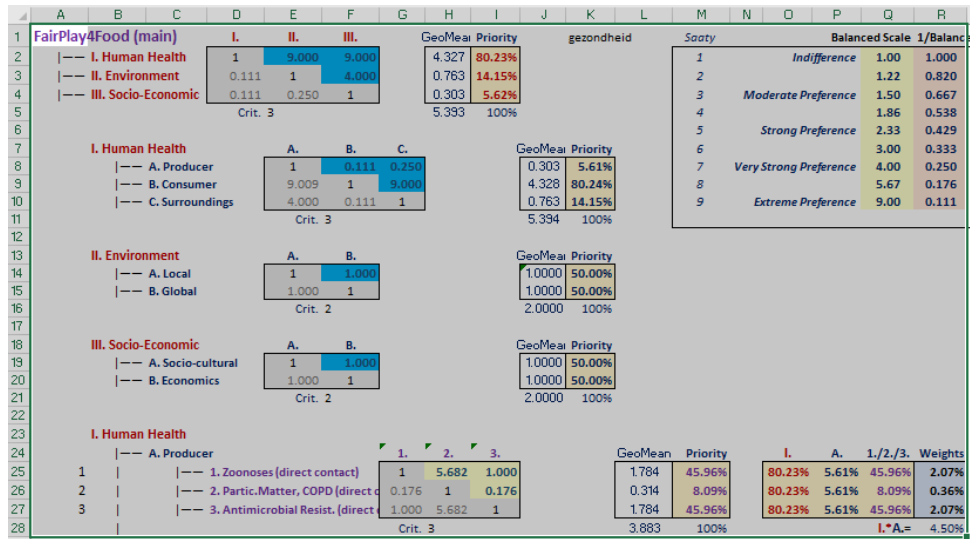 A B C D E F G H I J K L M N O P Q R
1 FairPlay4Food (main) I. II. III. GeoMea Priority gezondheid Saaty Balanced Scale 1/Balanc
2 |—— I. Human Health 1 9.000 9.000 4.327 80.23% 1 Indifference 1.00 1.000
3 |—— II. Environment 0.111 1 4.000 0.763 14.15% 2 1.22 0.820
4 |—— III. Socio-Economic 0.111 0.250 1 0.303 5.62% 3 Moderate Preference 1.50 0.667
5 Crit. 3 5.393 100% 4 1.86 0.538
6 5 Strong Preference 2.33 0.429
7 I. Human Health A. B. C. GeoMea Priority 6 3.00 0.333
8 |—— A. Producer 1 0.111 0.250 0.303 5.61% 7 Very Strong Preference 4.00 0.250
9 |—— B. Consumer 9.009 1 9.000 4.328 80.24% 8 5.67 0.176
10 |—— C. Surroundings 4.000 0.111 1 0.763 14.15% 9 Extreme Preference 9.00 0.111
11 Crit. 3 5.394 100%
12
13 II. Environment A. B. GeoMea Priority
14 |—— A. Local 1 1.000 1.0000 50.00%
15 |—— B. Global 1.000 1 1.0000 50.00%
16 Crit. 2 2.0000 100%
17
18 III. Socio-Economic A. B. GeoMea Priority
19 |—— A. Socio-cultural 1 1.000 1.0000 50.00%
20 |—— B. Economics 1.000 1 1.0000 50.00%
21 Crit. 2 2.0000 100%
22
23 I. Human Health
24 |—— A. Producer 1. 2. 3. GeoMean Priority I. A. 1./2./3. Weights
25 1 | |—— 1. Zoonoses (direct contact) 1 5.682 1.000 1.784 45.96% 80.23% 5.61% 45.96% 2.07%
26 2 | |—— 2. Partic.Matter, COPD (direct c 0.176 1 0.176 0.314 8.09% 80.23% 5.61% 8.09% 0.36%
27 3 | |—— 3. Antimicrobial Resist. (direct 1.000 5.682 1 1.784 45.96% 80.23% 5.61% 45.96% 2.07%
28 | Crit. 3 3.883 100% I.*A.= 4.50%